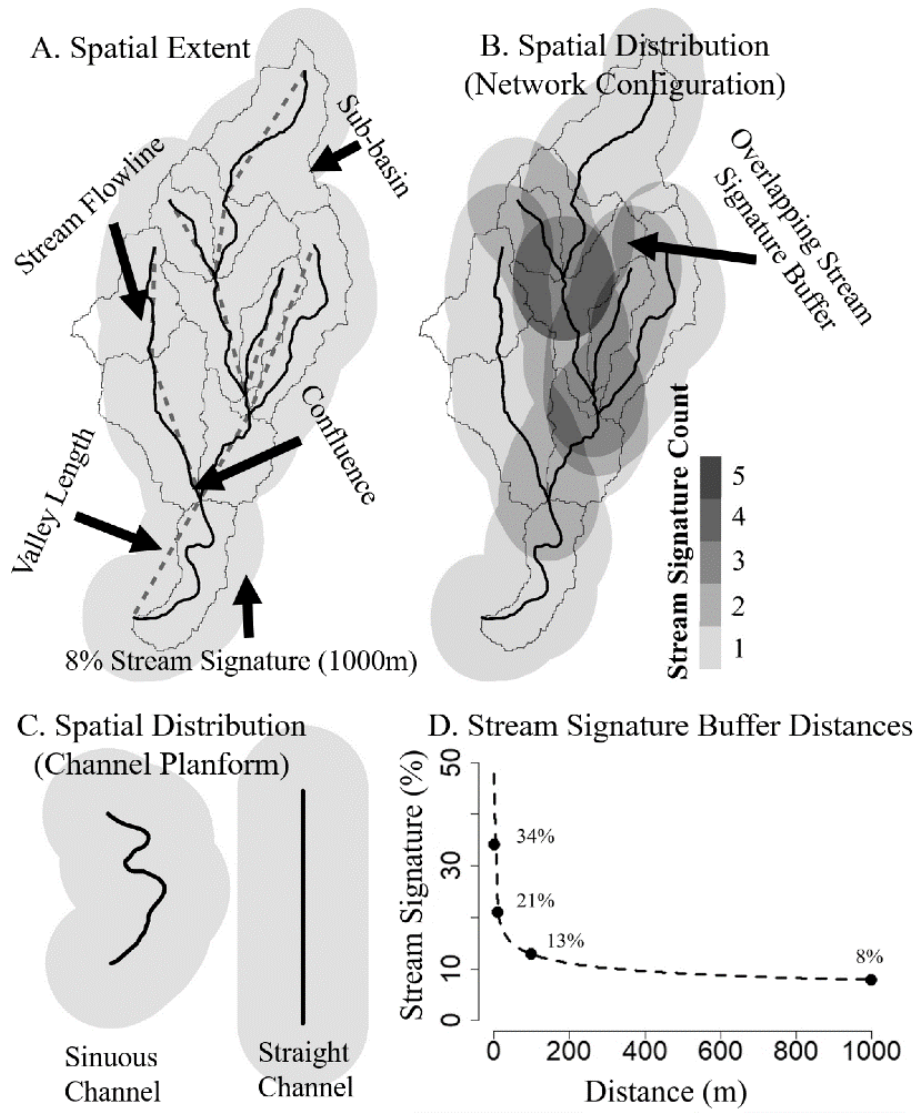 A. Spatial Extent
Sub-basin
Stream Flowline
Confluence
Valley Length
8% Stream Signature (1000m)
B. Spatial Distribution
(Network Configuration)
Overlapping Stream
Signature Buffer
Stream Signature Count
5
4
3
2
1
C. Spatial Distribution
(Channel Planform)
Sinuous
Channel
Straight
Channel
D. Stream Signature Buffer Distances
Stream Signature (%)
50
30
10
0
34%
21%
13%
8%
0 200 400 600 800 1000
Distance (m)